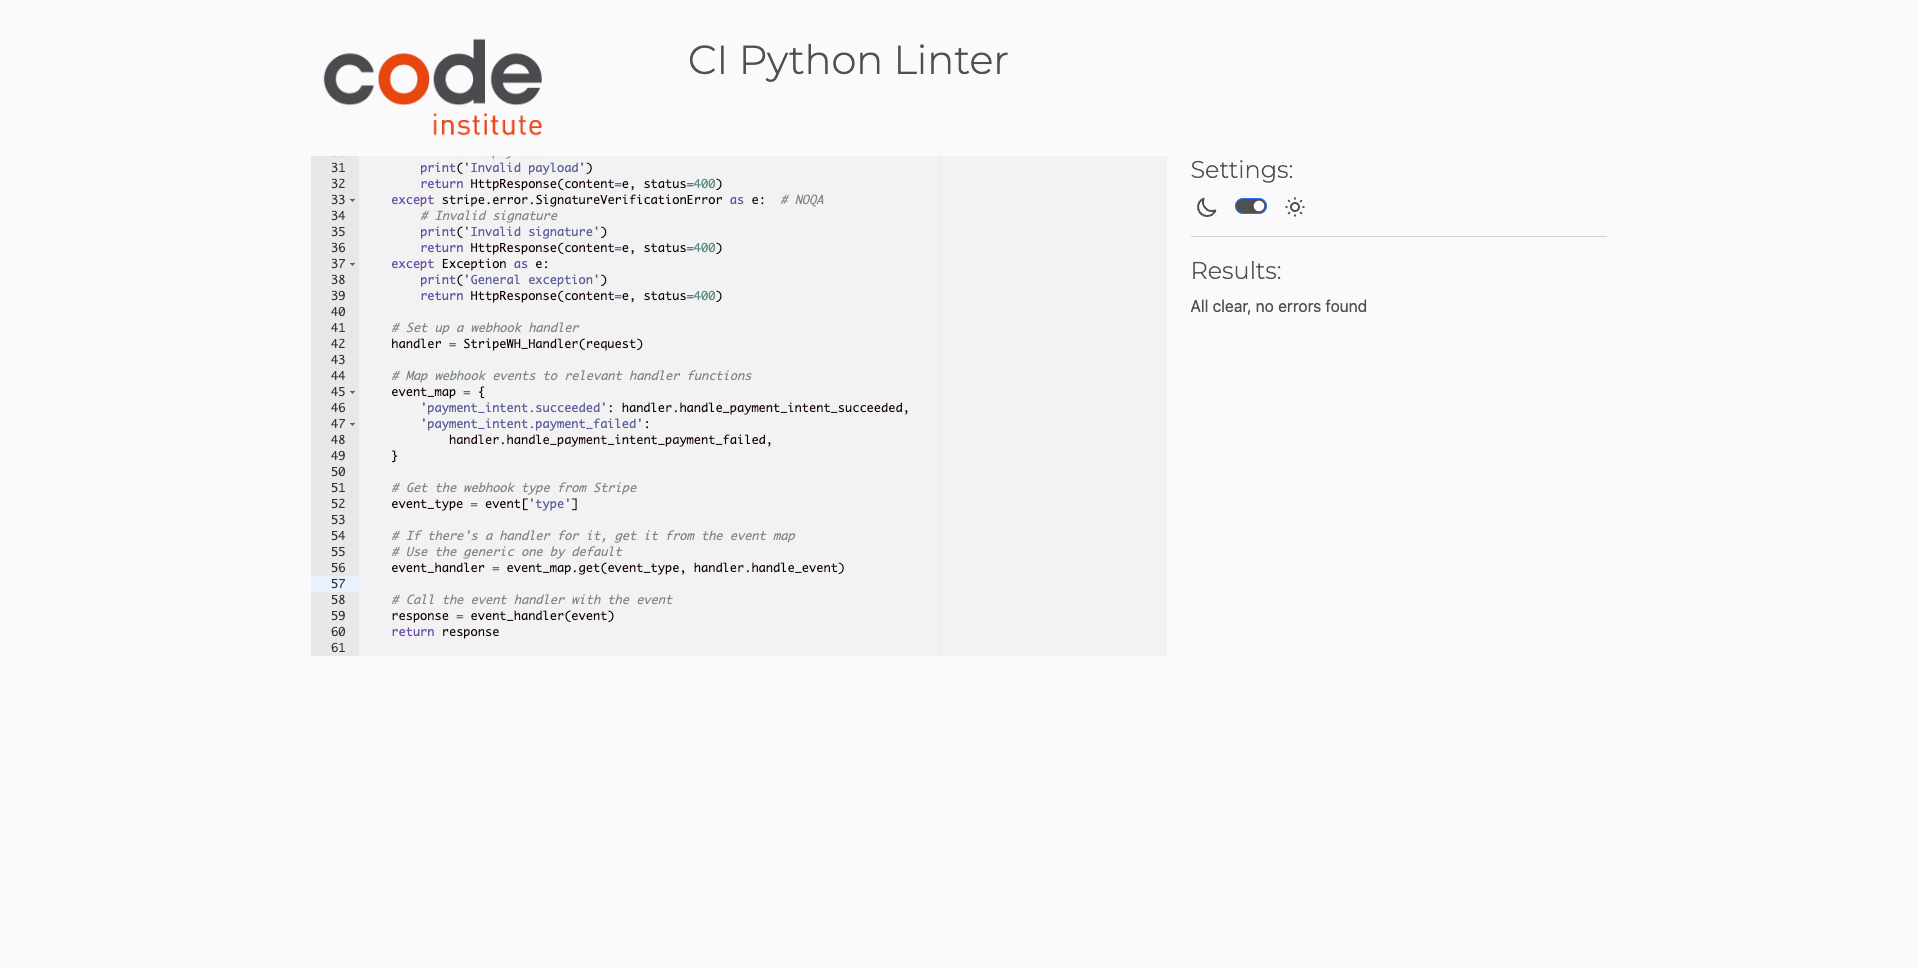 code
institute
CI Python Linter
31 print('Invalid payload')
32 return HttpResponse(content=e, status=400)
33 except stripe.error.SignatureVerificationError as e:  # NOQA
34 # Invalid signature
35 print('Invalid signature')
36 return HttpResponse(content=e, status=400)
37 except Exception as e:
38 print('General exception')
39 return HttpResponse(content=e, status=400)
40
41 # Set up a webhook handler
42 handler = StripeWH_Handler(request)
43
44 # Map webhook events to relevant handler functions
45 event_map = {
46 'payment_intent.succeeded': handler.handle_payment_intent_succeeded,
47 'payment_intent.payment_failed':
48 handler.handle_payment_intent_payment_failed,
49 }
50
51 # Get the webhook type from Stripe
52 event_type = event['type']
53
54 # If there's a handler for it, get it from the event map
55 # Use the generic one by default
56 event_handler = event_map.get(event_type, handler.handle_event)
57
58 # Call the event handler with the event
59 response = event_handler(event)
60 return response
61
Settings:
Results:
All clear, no errors found